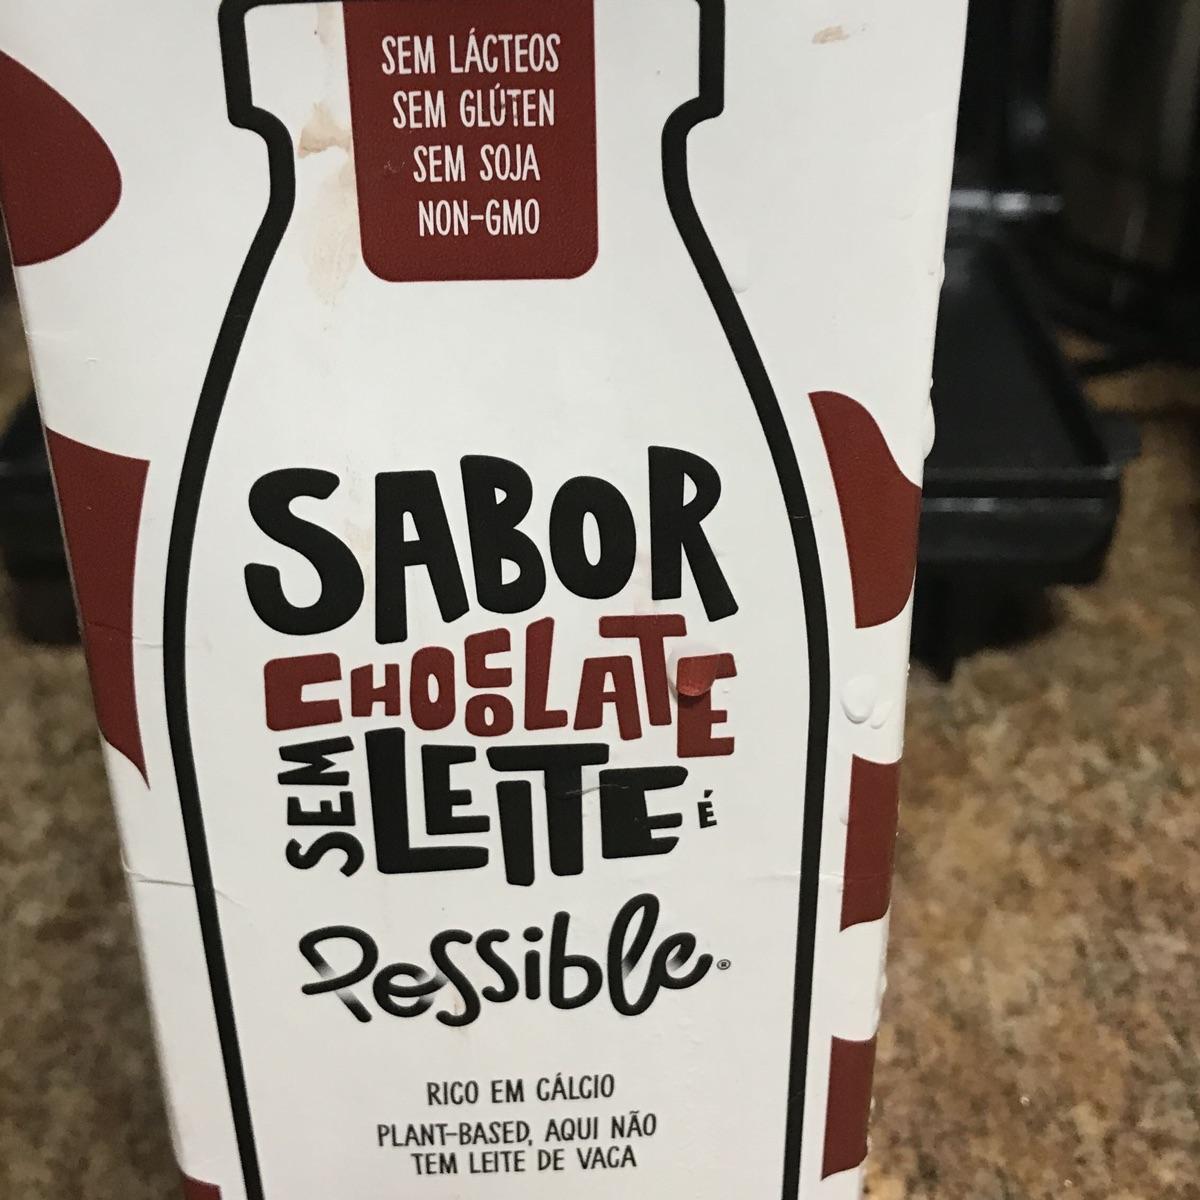 SEM LÁCTEOS
SEM GLÚTEN
SEM SOJA
NON-GMO
SABOR
CHOCOLATE
SEM LEITE É
Possible®
RICO EM CÁLCIO
PLANT-BASED, AQUI NÃO
TEM LEITE DE VACA